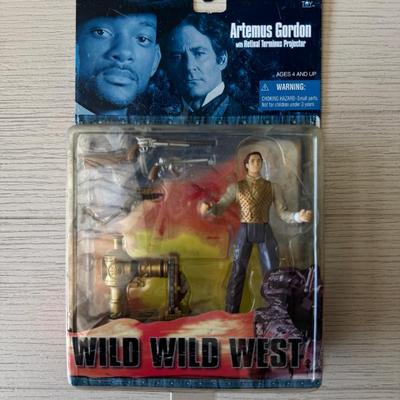 TOY
Artemus Gordon
with Retinal Terminus Projector
AGES 4 AND UP
WARNING:
CHOKING HAZARD - Small parts.
Not for children under 3 years.
WILD WILD WEST